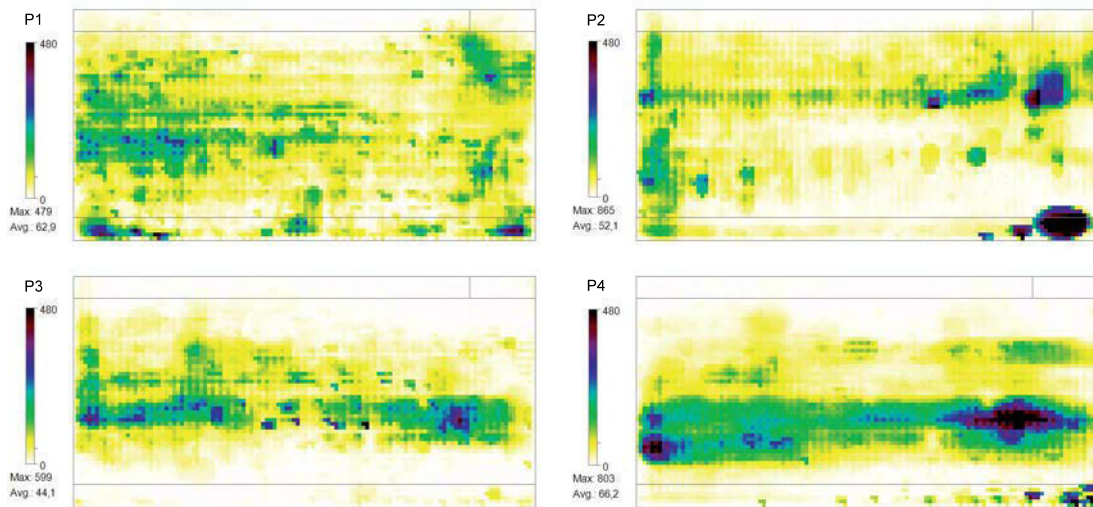 P1
480
0
Max: 479
Avg.: 62,9
P2
480
0
Max: 865
Avg.: 52,1
P3
480
0
Max: 599
Avg.: 44,1
P4
480
0
Max: 803
Avg.: 66,2